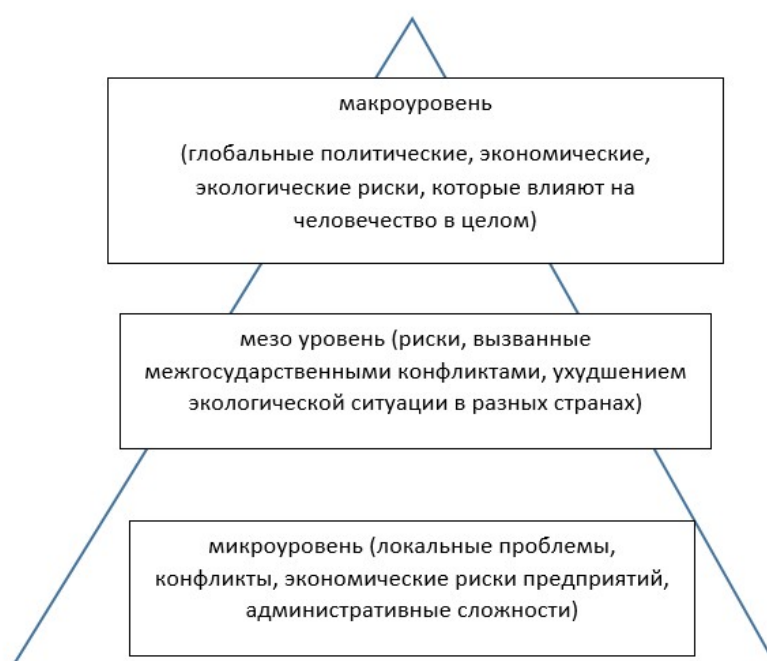 макроуровень
(глобальные политические, экономические,
экологические риски, которые влияют на
человечество в целом)
мезо уровень (риски, вызванные
межгосударственными конфликтами, ухудшением
экологической ситуации в разных странах)
микроуровень (локальные проблемы,
конфликты, экономические риски предприятий,
административные сложности)